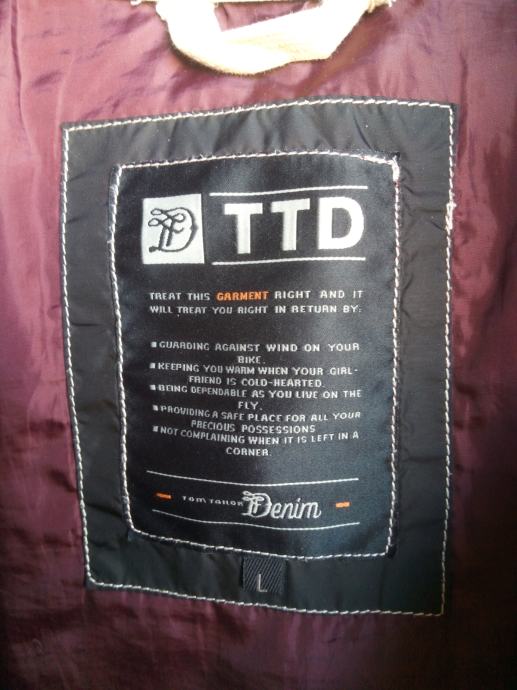 TTD
TREAT THIS GARMENT RIGHT AND IT
WILL TREAT YOU RIGHT IN RETURN BY:
GUARDING AGAINST WIND ON YOUR
BIKE.
KEEPING YOU WARM WHEN YOUR GIRL-
FRIEND IS COLD-HEARTED.
BEING DEPENDABLE AS YOU LIVE ON THE
FLY.
PROVIDING A SAFE PLACE FOR ALL YOUR
PRECIOUS POSSESSIONS
NOT COMPLAINING WHEN IT IS LEFT IN A
CORNER.
TOM TAILOR Denim
L